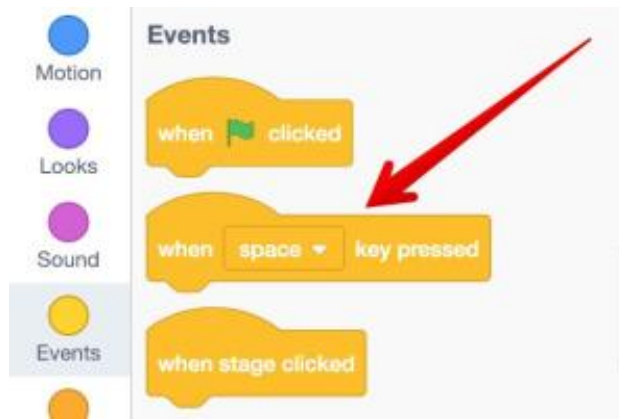 Events
Motion
when clicked
Looks
when space key pressed
Sound
Events
when stage clicked